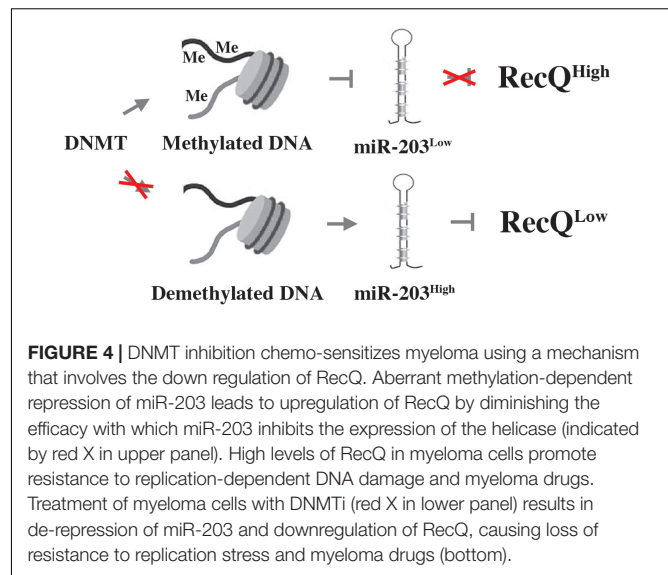 Me
Me
Me
RecQHigh
DNMT
Methylated DNA
miR-203Low
RecQLow
Demethylated DNA
miR-203High
FIGURE 4 | DNMT inhibition chemo-sensitizes myeloma using a mechanism
that involves the down regulation of RecQ. Aberrant methylation-dependent
repression of miR-203 leads to upregulation of RecQ by diminishing the
efficacy with which miR-203 inhibits the expression of the helicase (indicated
by red X in upper panel). High levels of RecQ in myeloma cells promote
resistance to replication-dependent DNA damage and myeloma drugs.
Treatment of myeloma cells with DNMTi (red X in lower panel) results in
de-repression of miR-203 and downregulation of RecQ, causing loss of
resistance to replication stress and myeloma drugs (bottom).